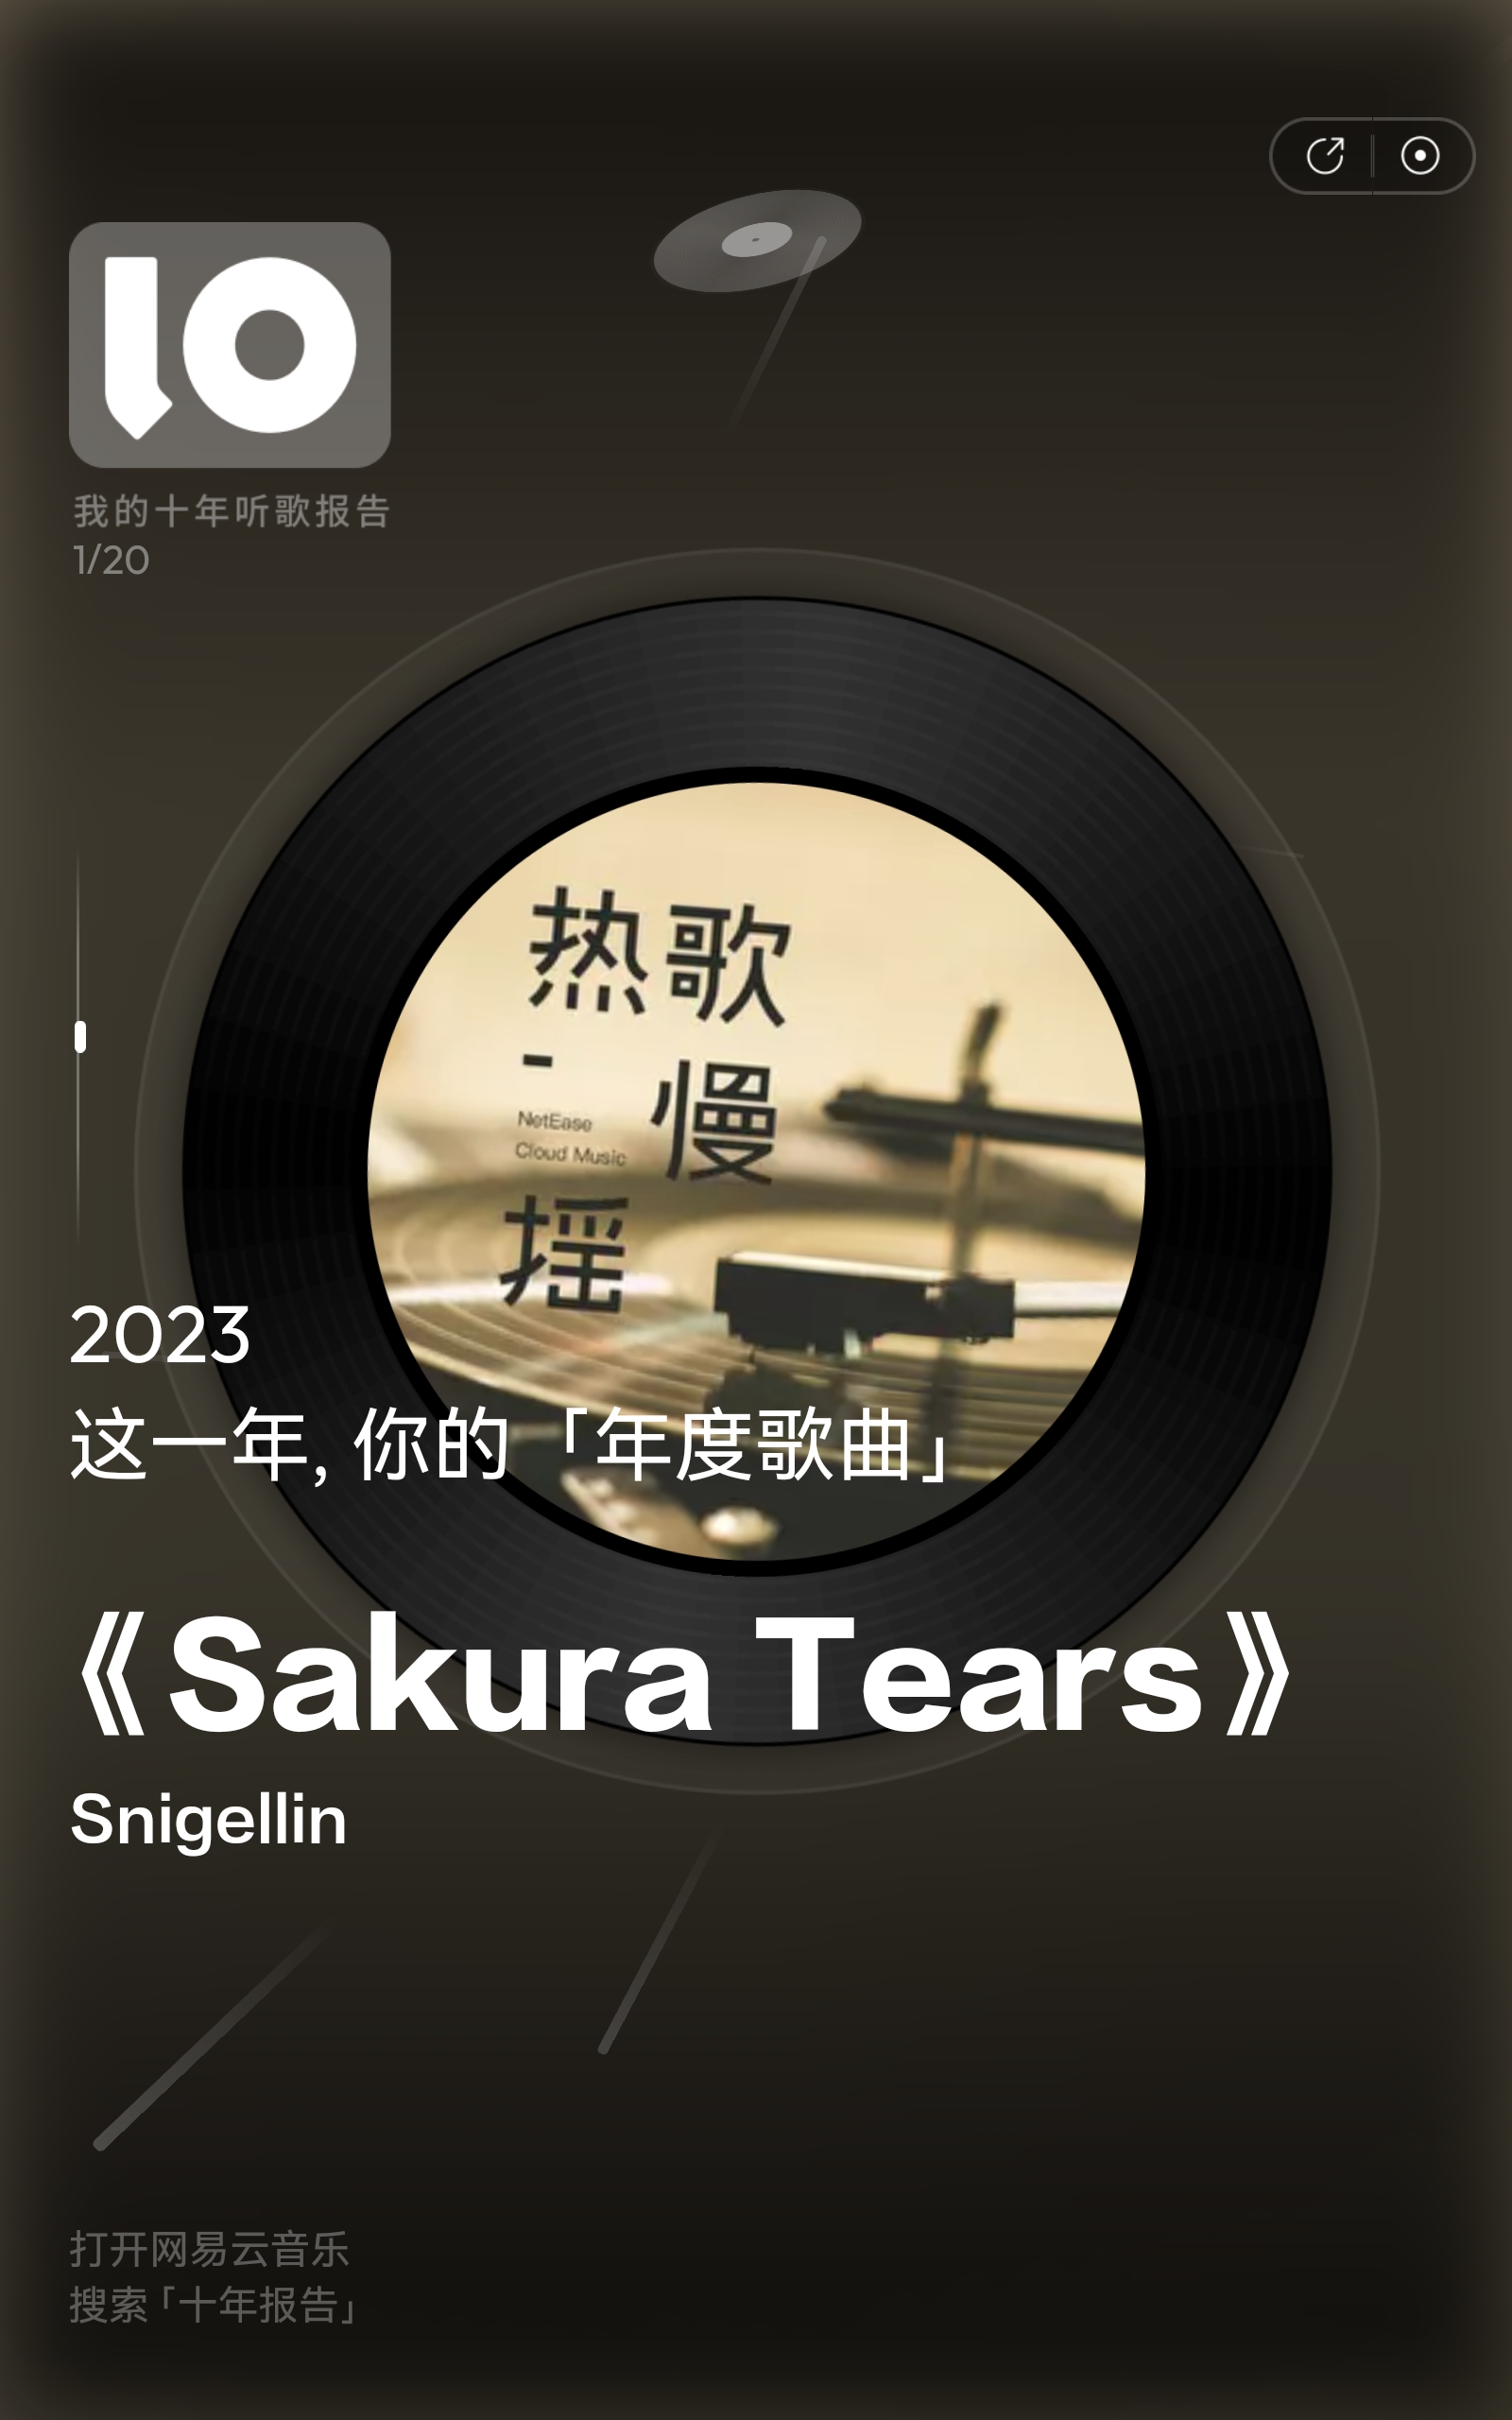 10
我的十年听歌报告
1/20
热歌
-
慢
NetEase
Cloud Music
摇
2023
这一年, 你的「年度歌曲」
《Sakura Tears》
Snigellin
打开网易云音乐
搜索「十年报告」